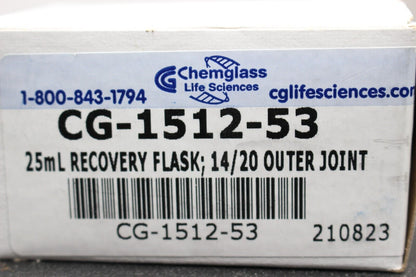 Chemglass
Life Sciences
1-800-843-1794
cglifesciences.com
CG-1512-53
25mL RECOVERY FLASK; 14/20 OUTER JOINT
CG-1512-53
210823